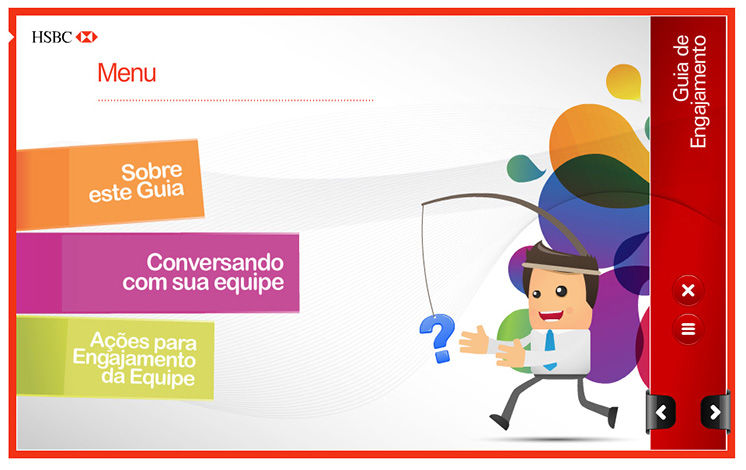 HSBC
Menu
Sobre
este Guia
Conversando
com sua equipe
Ações para
Engajamento
da Equipe
?
Guia de
Engajamento